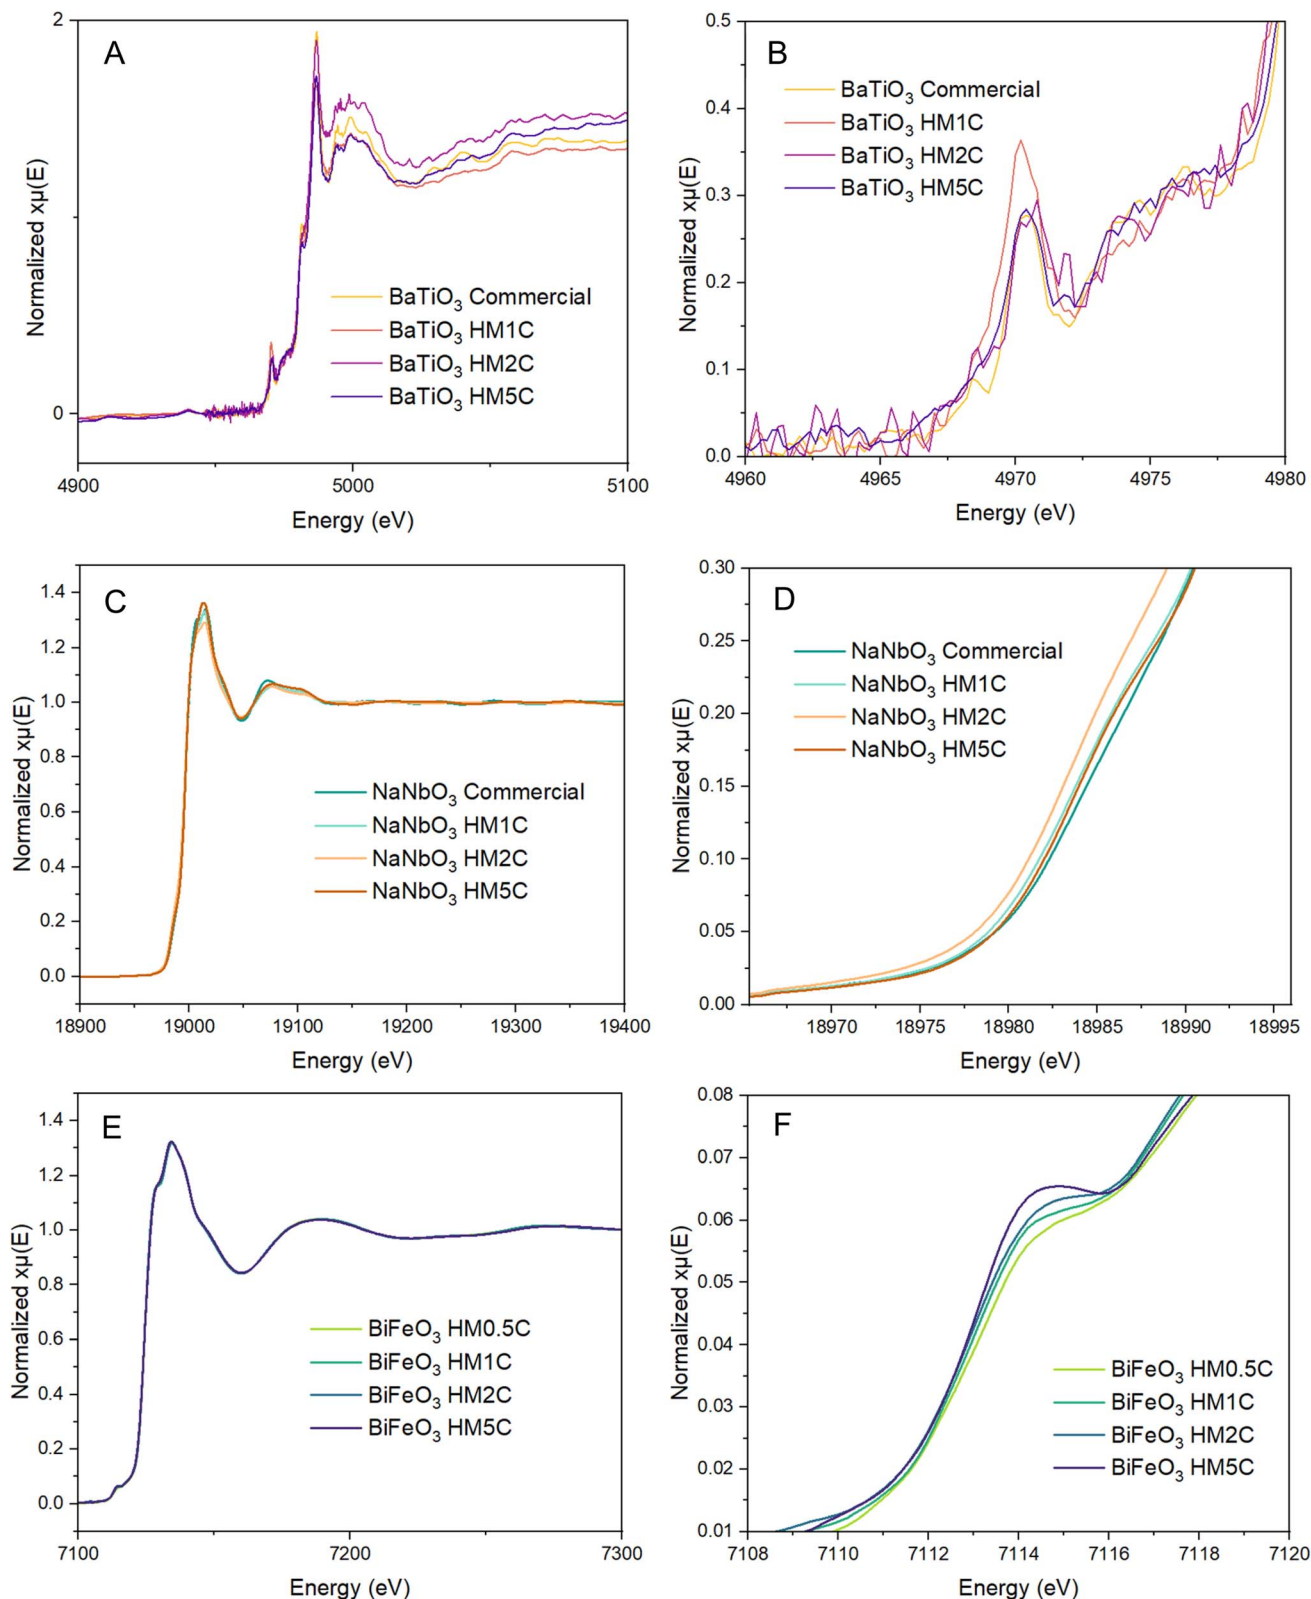 A
2
0
Normalized xμ(E)
BaTiO₃ Commercial
BaTiO₃ HM1C
BaTiO₃ HM2C
BaTiO₃ HM5C
4900 5000 5100
Energy (eV)
B
0.5
0.4
0.3
0.2
0.1
0.0
Normalized xμ(E)
BaTiO₃ Commercial
BaTiO₃ HM1C
BaTiO₃ HM2C
BaTiO₃ HM5C
4960 4965 4970 4975 4980
Energy (eV)
C
1.4
1.2
1.0
0.8
0.6
0.4
0.2
0.0
Normalized xμ(E)
NaNbO₃ Commercial
NaNbO₃ HM1C
NaNbO₃ HM2C
NaNbO₃ HM5C
18900 19000 19100 19200 19300 19400
Energy (eV)
D
0.30
0.25
0.20
0.15
0.10
0.05
0.00
Normalized xμ(E)
NaNbO₃ Commercial
NaNbO₃ HM1C
NaNbO₃ HM2C
NaNbO₃ HM5C
18970 18975 18980 18985 18990 18995
Energy (eV)
E
1.4
1.2
1.0
0.8
0.6
0.4
0.2
0.0
Normalized xμ(E)
BiFeO₃ HM0.5C
BiFeO₃ HM1C
BiFeO₃ HM2C
BiFeO₃ HM5C
7100 7200 7300
Energy (eV)
F
0.08
0.07
0.06
0.05
0.04
0.03
0.02
0.01
Normalized xμ(E)
BiFeO₃ HM0.5C
BiFeO₃ HM1C
BiFeO₃ HM2C
BiFeO₃ HM5C
7108 7110 7112 7114 7116 7118 7120
Energy (eV)